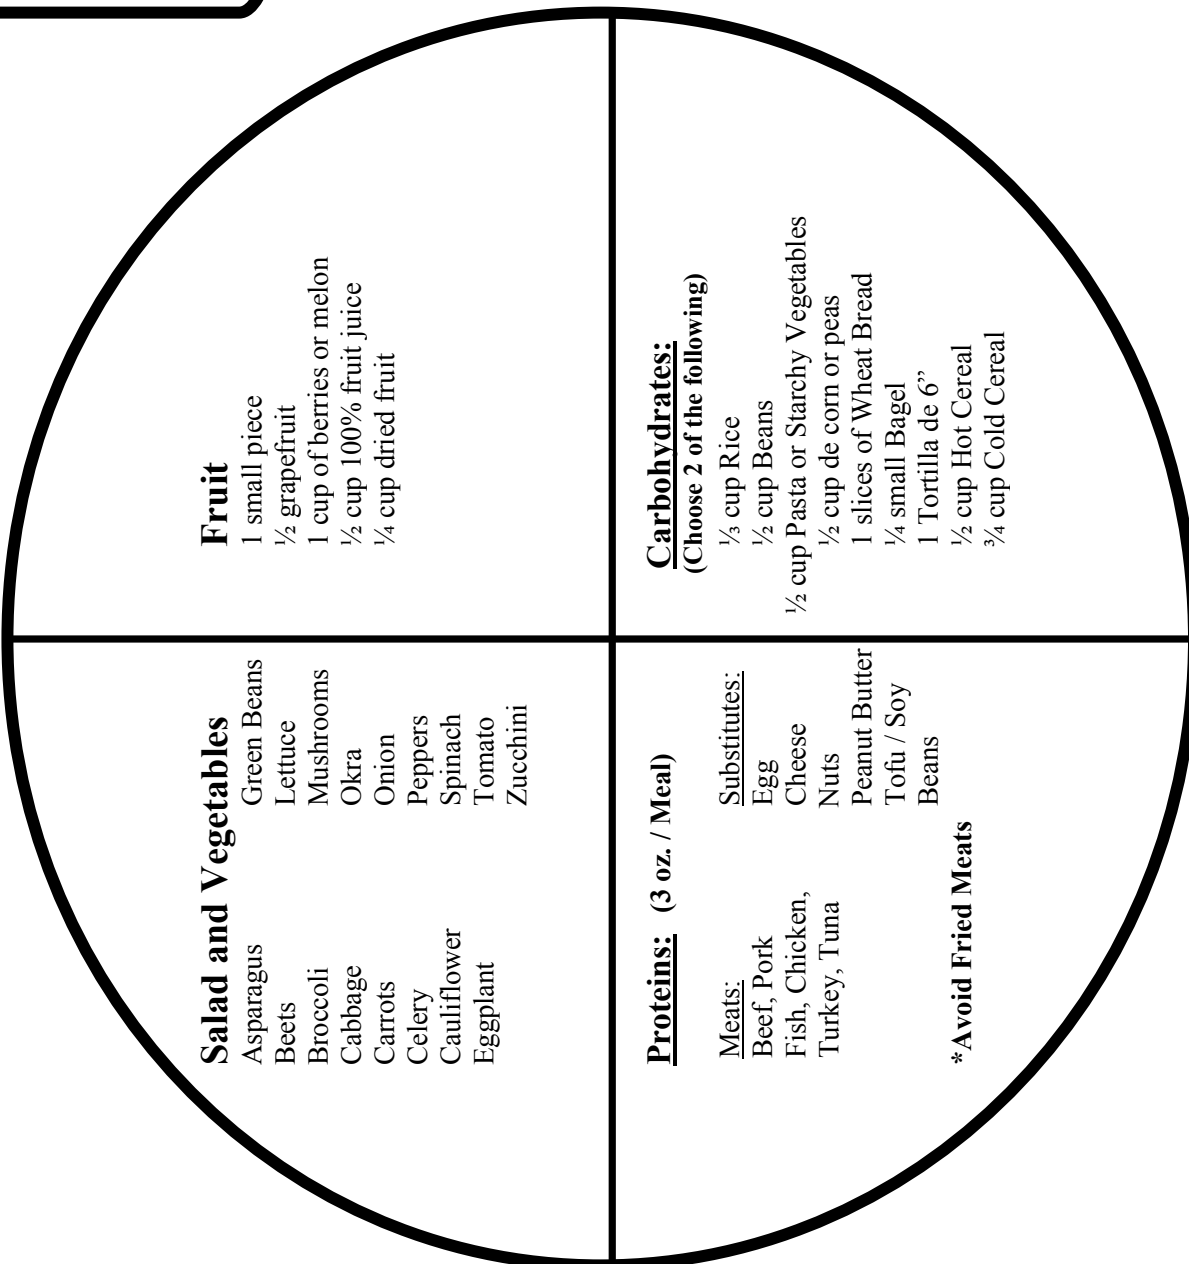 Salad and Vegetables
Asparagus
Beets
Broccoli
Cabbage
Carrots
Celery
Cauliflower
Eggplant
Green Beans
Lettuce
Mushrooms
Okra
Onion
Peppers
Spinach
Tomato
Zucchini
Fruit
1 small piece
½ grapefruit
1 cup of berries or melon
½ cup 100% fruit juice
¼ cup dried fruit
Proteins: (3 oz. / Meal)
Meats:
Beef, Pork
Fish, Chicken,
Turkey, Tuna
Substitutes:
Egg
Cheese
Nuts
Peanut Butter
Tofu / Soy
Beans
*Avoid Fried Meats
Carbohydrates:
(Choose 2 of the following)
⅓ cup Rice
½ cup Beans
½ cup Pasta or Starchy Vegetables
½ cup de corn or peas
1 slices of Wheat Bread
¼ small Bagel
1 Tortilla de 6”
½ cup Hot Cereal
¾ cup Cold Cereal